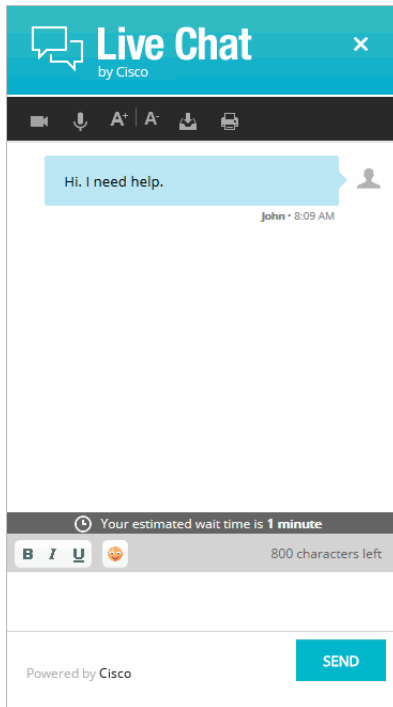 Live Chat
by Cisco
×
A+ A-
Hi. I need help.
John • 8:09 AM
Your estimated wait time is 1 minute
B I U 800 characters left
SEND
Powered by Cisco